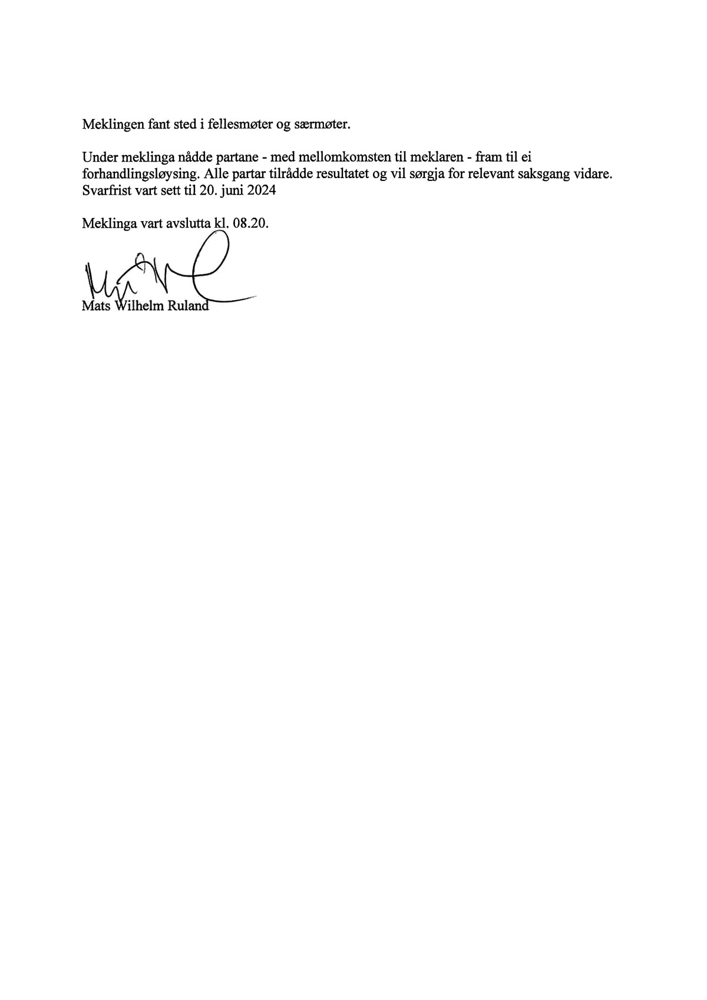 Meklingen fant sted i fellesmøter og særmøter.
Under meklinga nådde partane - med mellomkomsten til meklaren - fram til ei
forhandlingsløysing. Alle partar tilrådde resultatet og vil sørgja for relevant saksgang vidare.
Svarfrist vart sett til 20. juni 2024
Meklinga vart avslutta kl. 08.20.
Mats Wilhelm Ruland